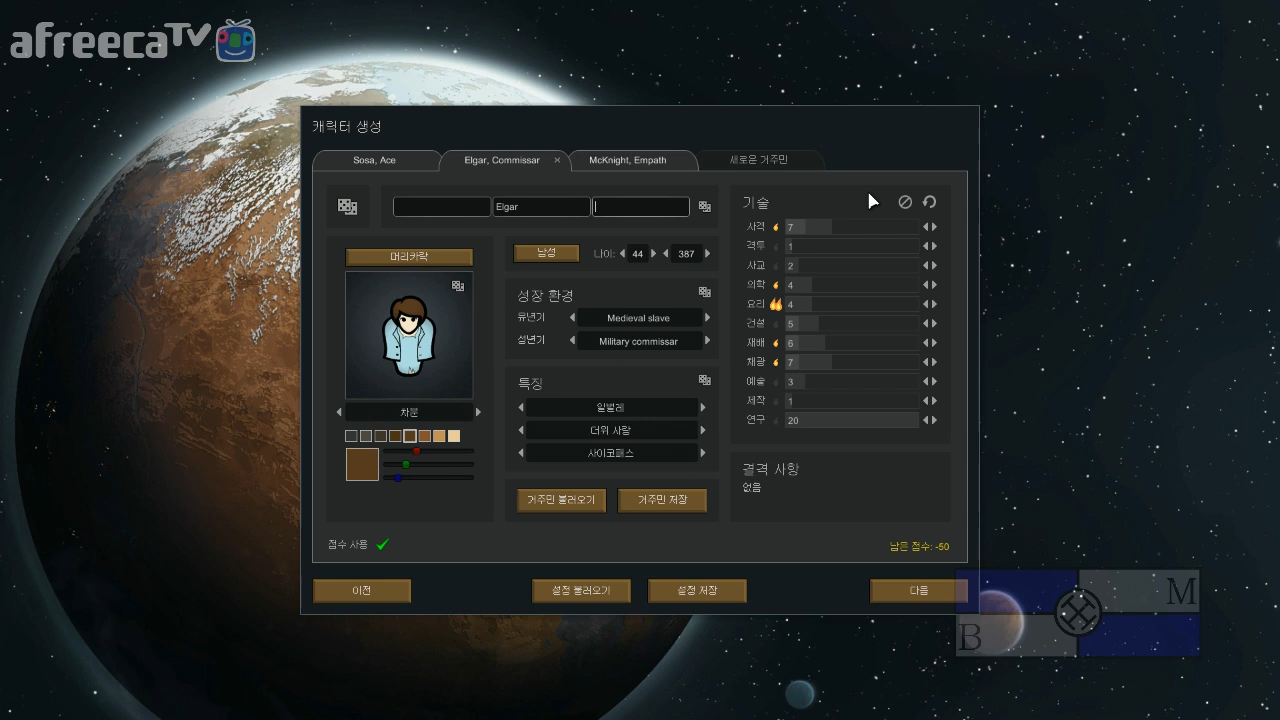 afreecaTV
캐릭터 생성
Sosa, Ace
Elgar, Commissar ×
McKnight, Empath
새로운 거주민
Elgar
머리카락
차분
남성
나이: 44 387
성장 환경
유년기 Medieval slave
성년기 Military commissar
특징
일벌레
더위 사랑
사이코패스
거주민 불러오기
거주민 저장
기술
사격 7
격투 1
사교 2
의학 4
요리 4
건설 5
재배 6
채광 7
예술 3
제작 1
연구 20
결격 사항
없음
점수 사용
남은 점수: -50
이전
설정 불러오기
설정 저장
다음
M
B